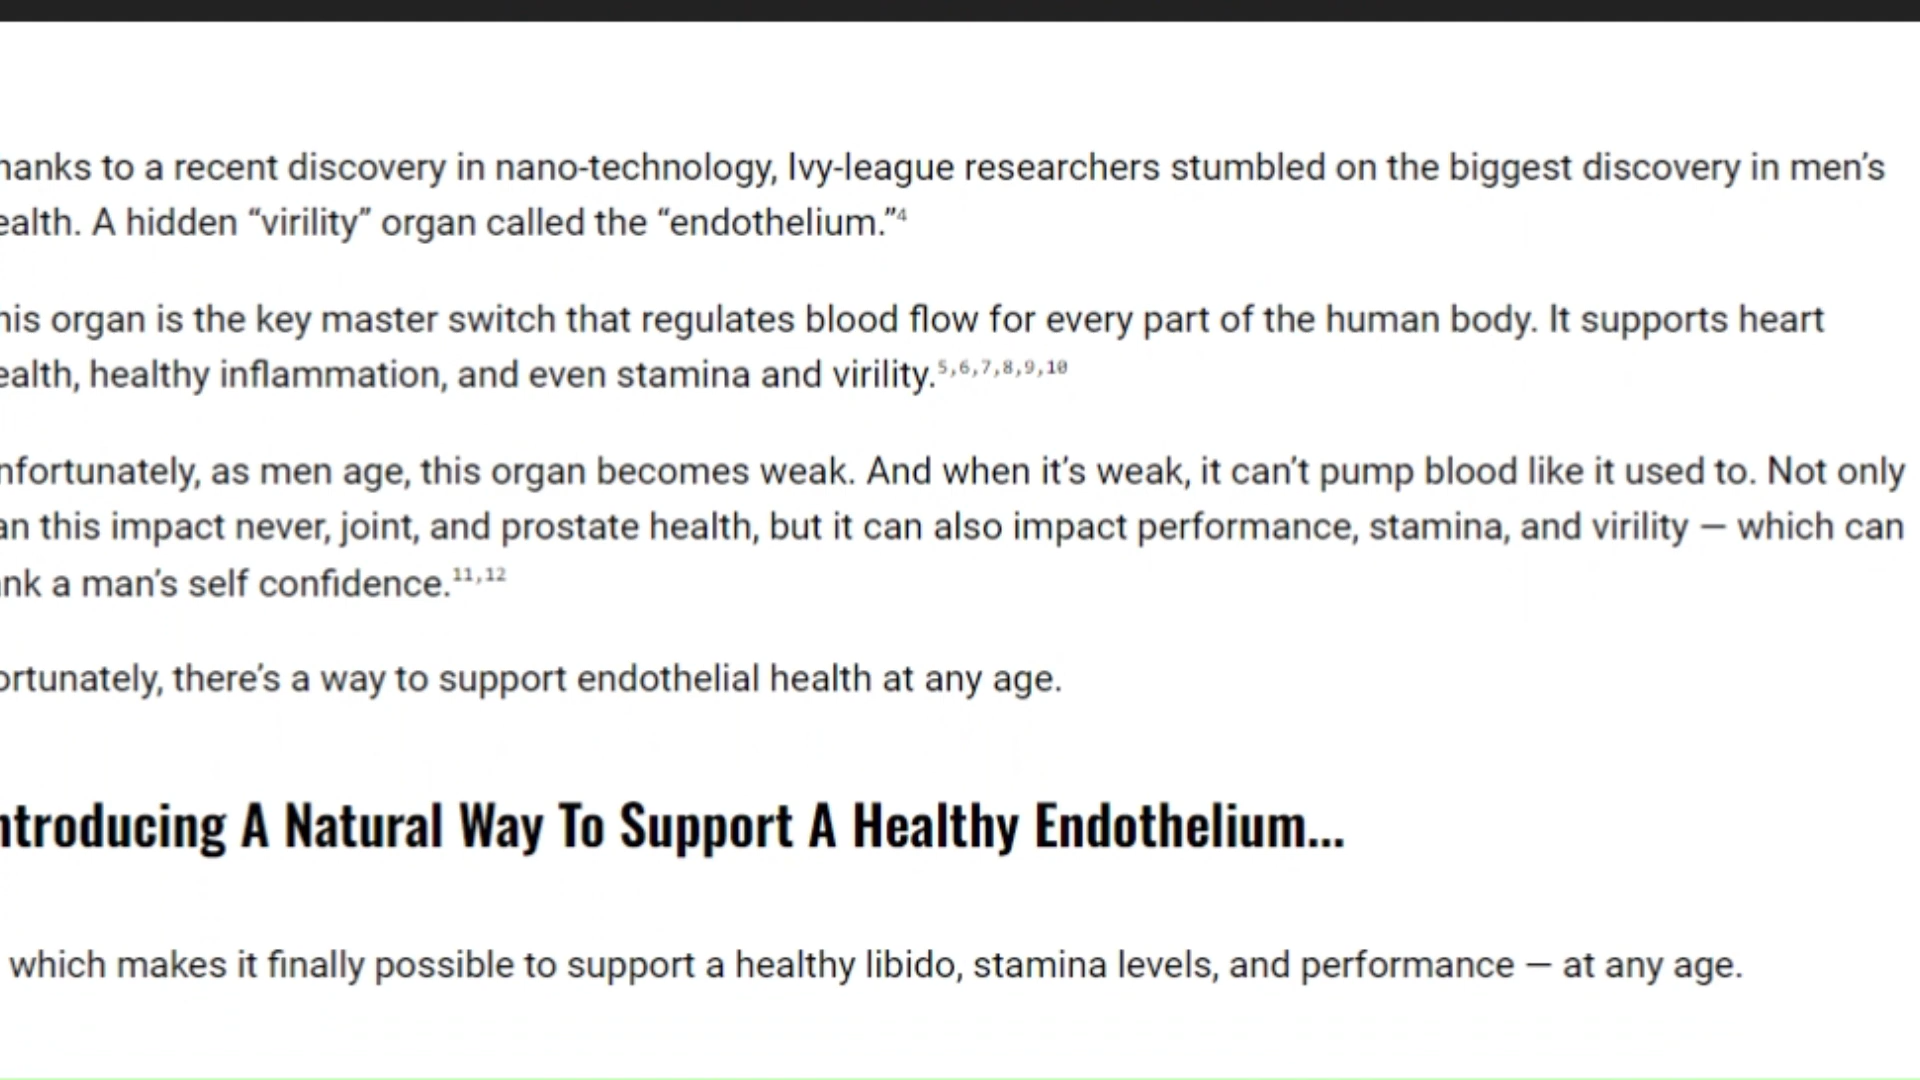 hanks to a recent discovery in nano-technology, Ivy-league researchers stumbled on the biggest discovery in men’s
ealth. A hidden “virility” organ called the “endothelium.”4
his organ is the key master switch that regulates blood flow for every part of the human body. It supports heart
ealth, healthy inflammation, and even stamina and virility.5,6,7,8,9,10
nfortunately, as men age, this organ becomes weak. And when it’s weak, it can’t pump blood like it used to. Not only
an this impact never, joint, and prostate health, but it can also impact performance, stamina, and virility — which can
nk a man’s self confidence.11,12
ortunately, there’s a way to support endothelial health at any age.
ntroducing A Natural Way To Support A Healthy Endothelium...
which makes it finally possible to support a healthy libido, stamina levels, and performance — at any age.